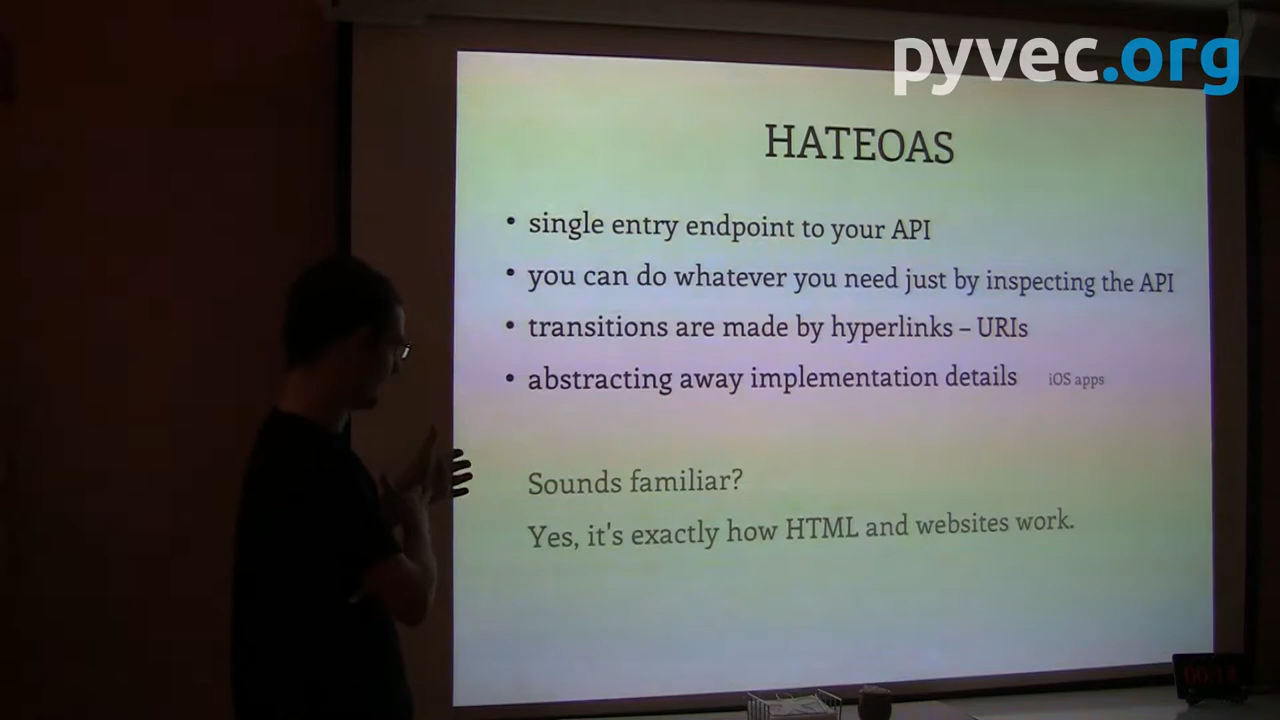 pyvec.org
HATEOAS
• single entry endpoint to your API
• you can do whatever you need just by inspecting the API
• transitions are made by hyperlinks – URIs
• abstracting away implementation details iOS apps
Sounds familiar?
Yes, it's exactly how HTML and websites work.